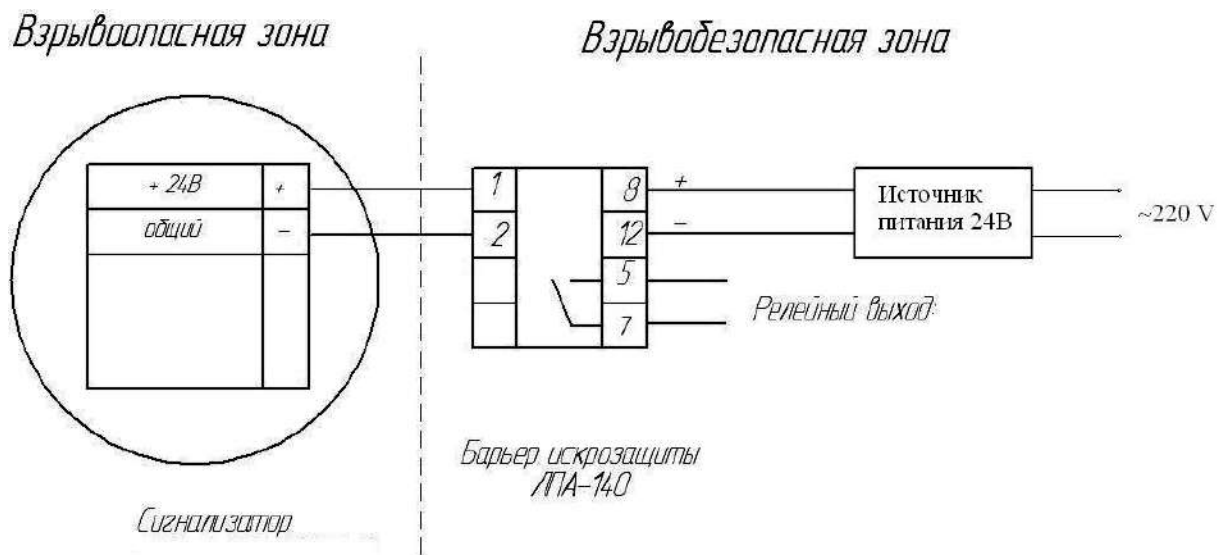 Взрывоопасная зона
Взрывобезопасная зона
+ 24В
+
общий
−
1
2
8
12
5
7
+
−
Источник
питания 24В
~220 V
Релейный выход:
Барьер искрозащиты
ЛПА-140
Сигнализатор